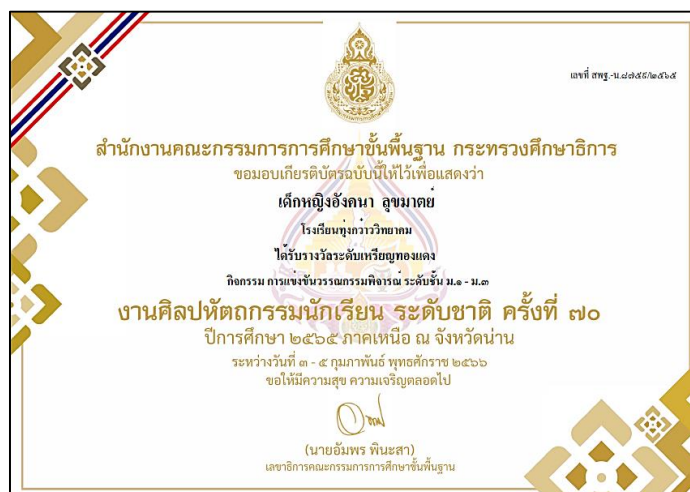 เลขที่ สพฐ.-น.๘๗๕๕/๒๕๖๕
สำนักงานคณะกรรมการการศึกษาขั้นพื้นฐาน กระทรวงศึกษาธิการ
ขอมอบเกียรติบัตรฉบับนี้ให้ไว้เพื่อแสดงว่า
เด็กหญิงอังคนา ลุขมาตย์
โรงเรียนทุ่งกว๋าววิทยาคม
ได้รับรางวัลระดับเหรียญทองแดง
กิจกรรม การแข่งขันวรรณกรรมพิจารณ์ ระดับชั้น ม.๑ - ม.๓
งานศิลปหัตถกรรมนักเรียน ระดับชาติ ครั้งที่ ๗๐
ปีการศึกษา ๒๕๖๕ ภาคเหนือ ณ จังหวัดน่าน
ระหว่างวันที่ ๓ - ๕ กุมภาพันธ์ พุทธศักราช ๒๕๖๖
ขอให้มีความสุข ความเจริญตลอดไป
(นายอัมพร พินะสา)
เลขาธิการคณะกรรมการการศึกษาขั้นพื้นฐาน